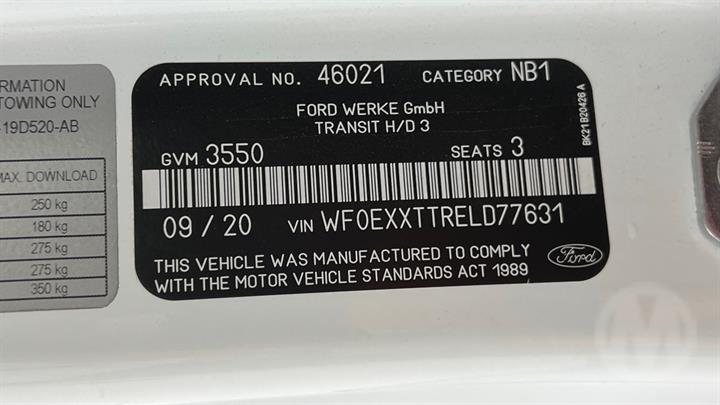 RMATION
TOWING ONLY
-19D520-AB
MAX. DOWNLOAD
250 kg
180 kg
275 kg
275 kg
350 kg
APPROVAL NO. 46021 CATEGORY NB1
FORD WERKE GmbH
TRANSIT H/D 3
GVM 3550 SEATS 3
09 / 20 VIN WF0EXXTTRELD77631
THIS VEHICLE WAS MANUFACTURED TO COMPLY
WITH THE MOTOR VEHICLE STANDARDS ACT 1989
Ford
BK21B20426 A
M